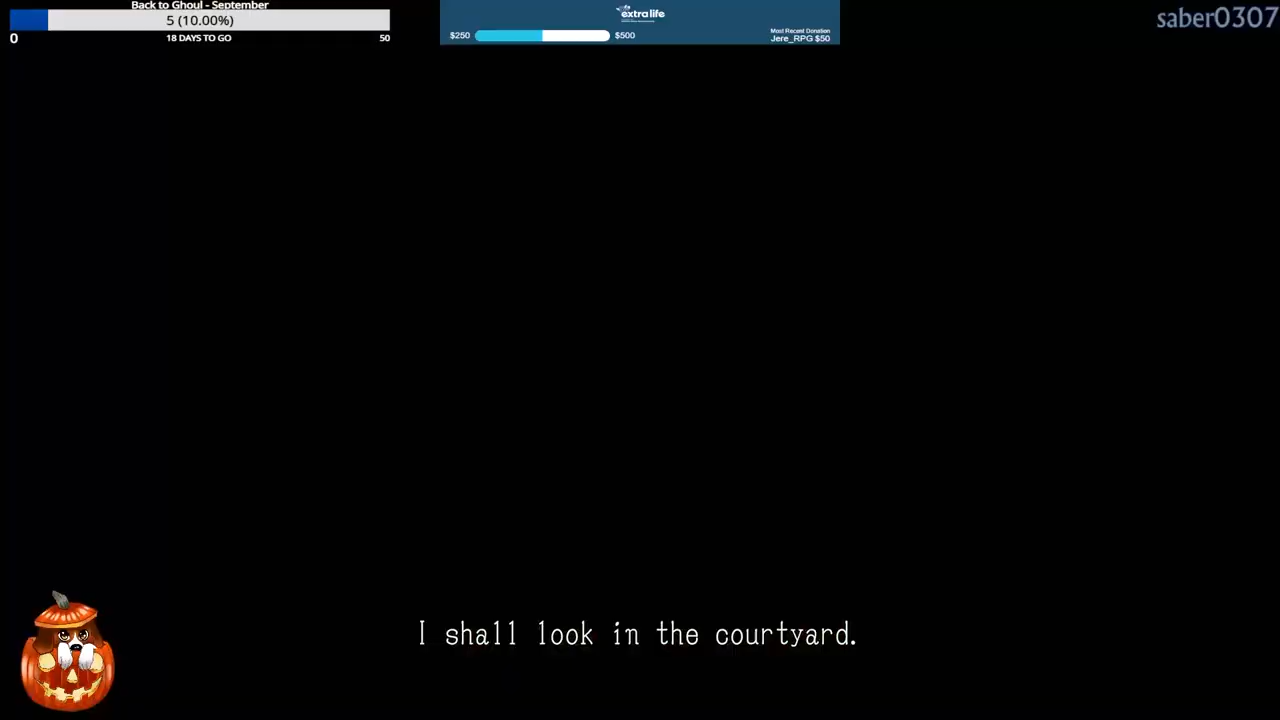 Back to Ghoul - September
5 (10.00%)
0
18 DAYS TO GO
50
extra life
$250
$500
Most Recent Donation
Jere_RPG $50
saber0307
I shall look in the courtyard.